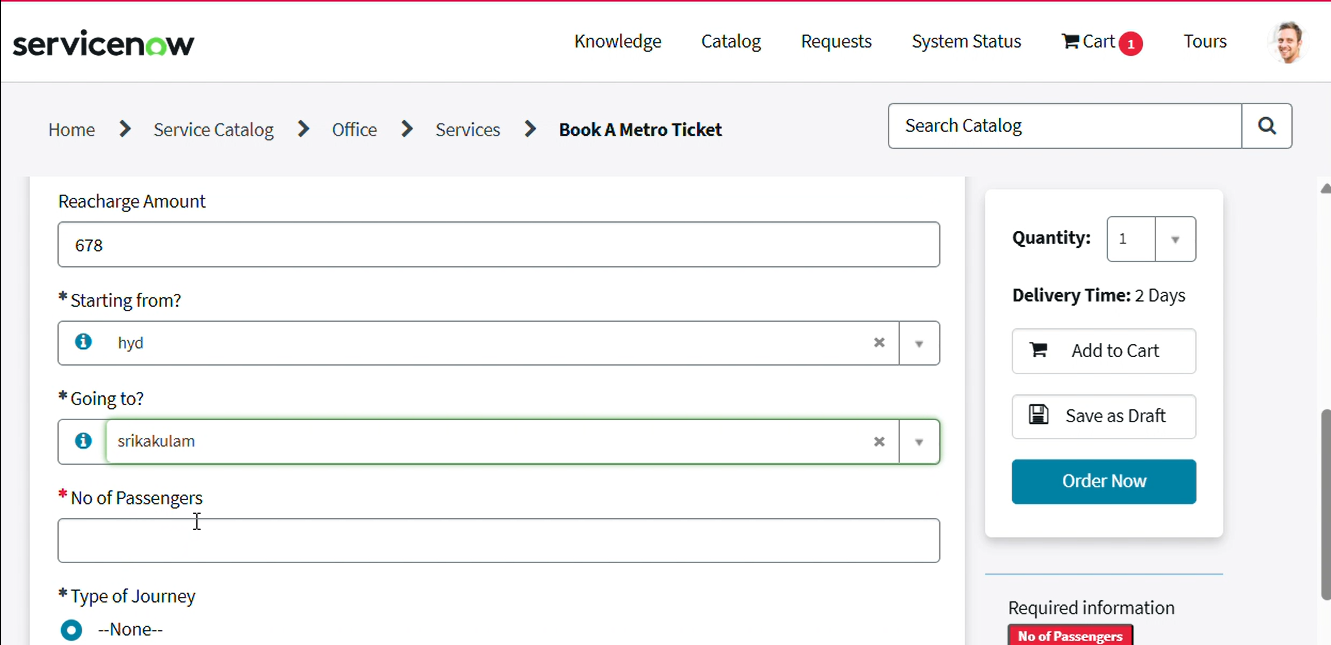 servicenow
Knowledge Catalog Requests System Status Cart 1 Tours
Home Service Catalog Office Services Book A Metro Ticket
Search Catalog
Reacharge Amount
678
* Starting from?
hyd
* Going to?
srikakulam
* No of Passengers
* Type of Journey
--None--
Quantity: 1
Delivery Time: 2 Days
Add to Cart
Save as Draft
Order Now
Required information
No of Passengers